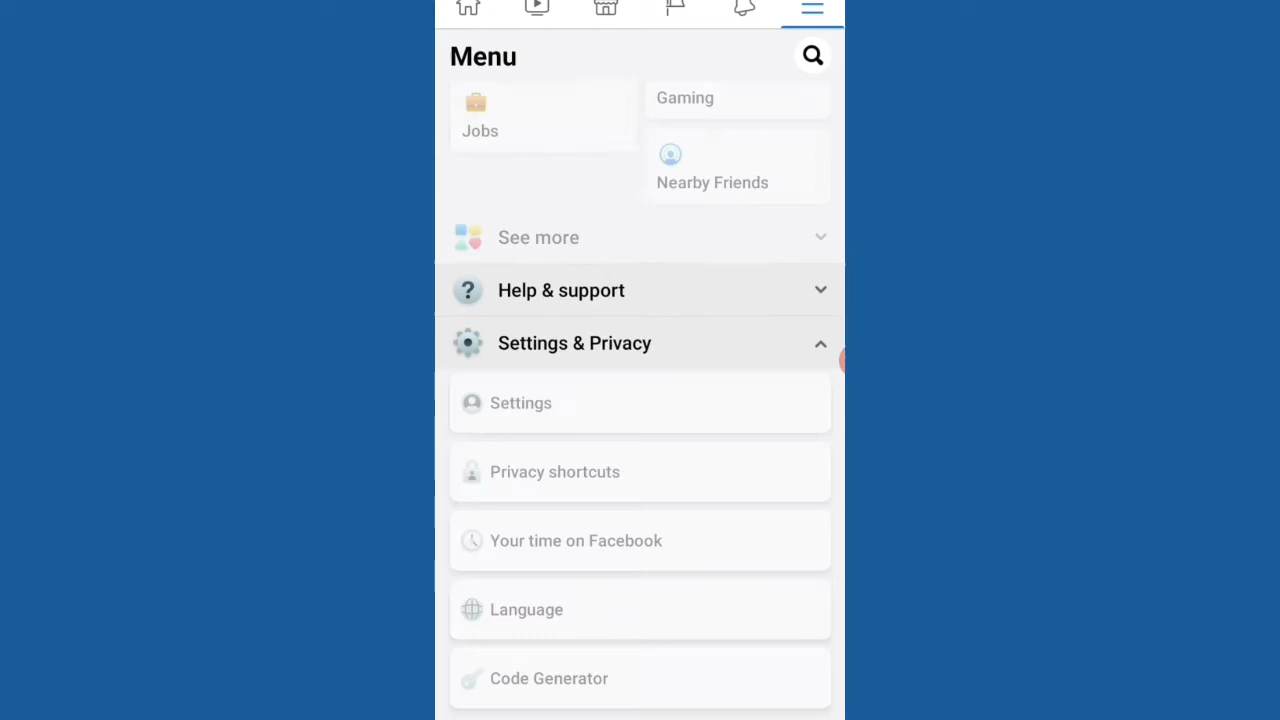 Menu
Jobs
Gaming
Nearby Friends
See more
Help & support
Settings & Privacy
Settings
Privacy shortcuts
Your time on Facebook
Language
Code Generator